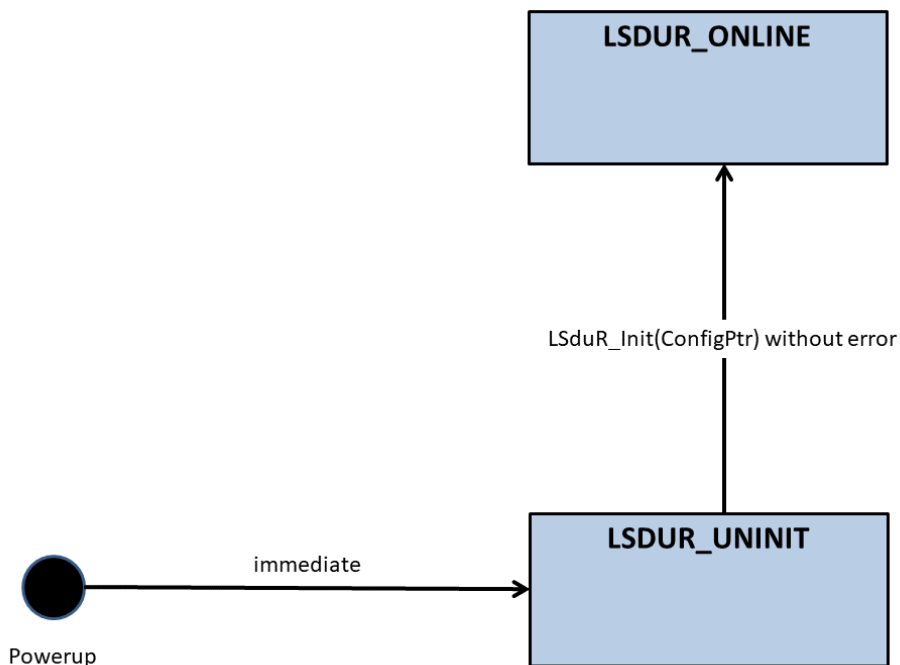 LSDUR_ONLINE
LSduR_Init(ConfigPtr) without error
LSDUR_UNINIT
immediate
Powerup